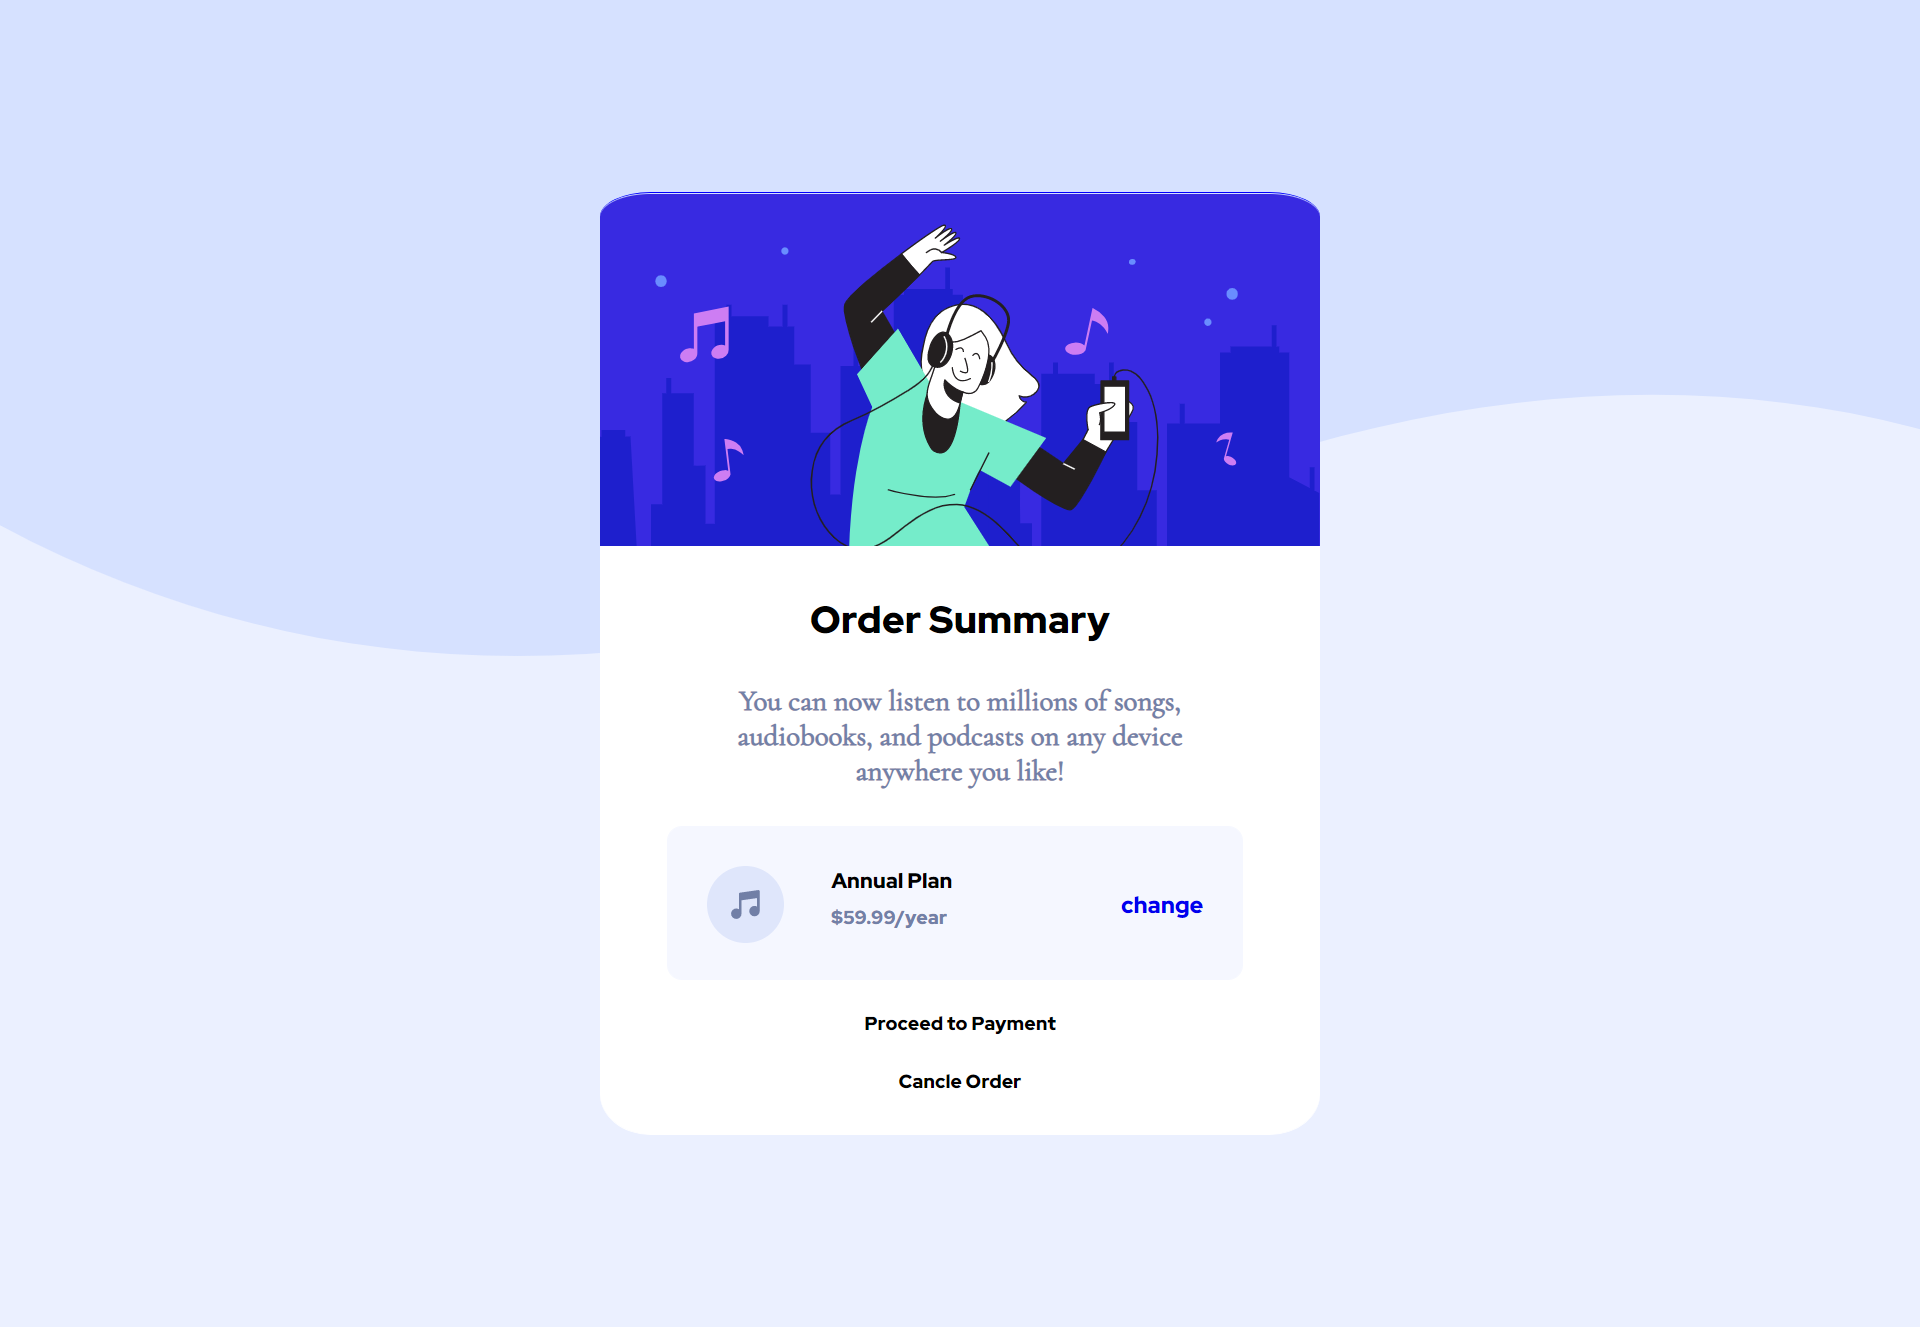 Order Summary
You can now listen to millions of songs,
audiobooks, and podcasts on any device
anywhere you like!
Annual Plan
$59.99/year
change
Proceed to Payment
Cancle Order